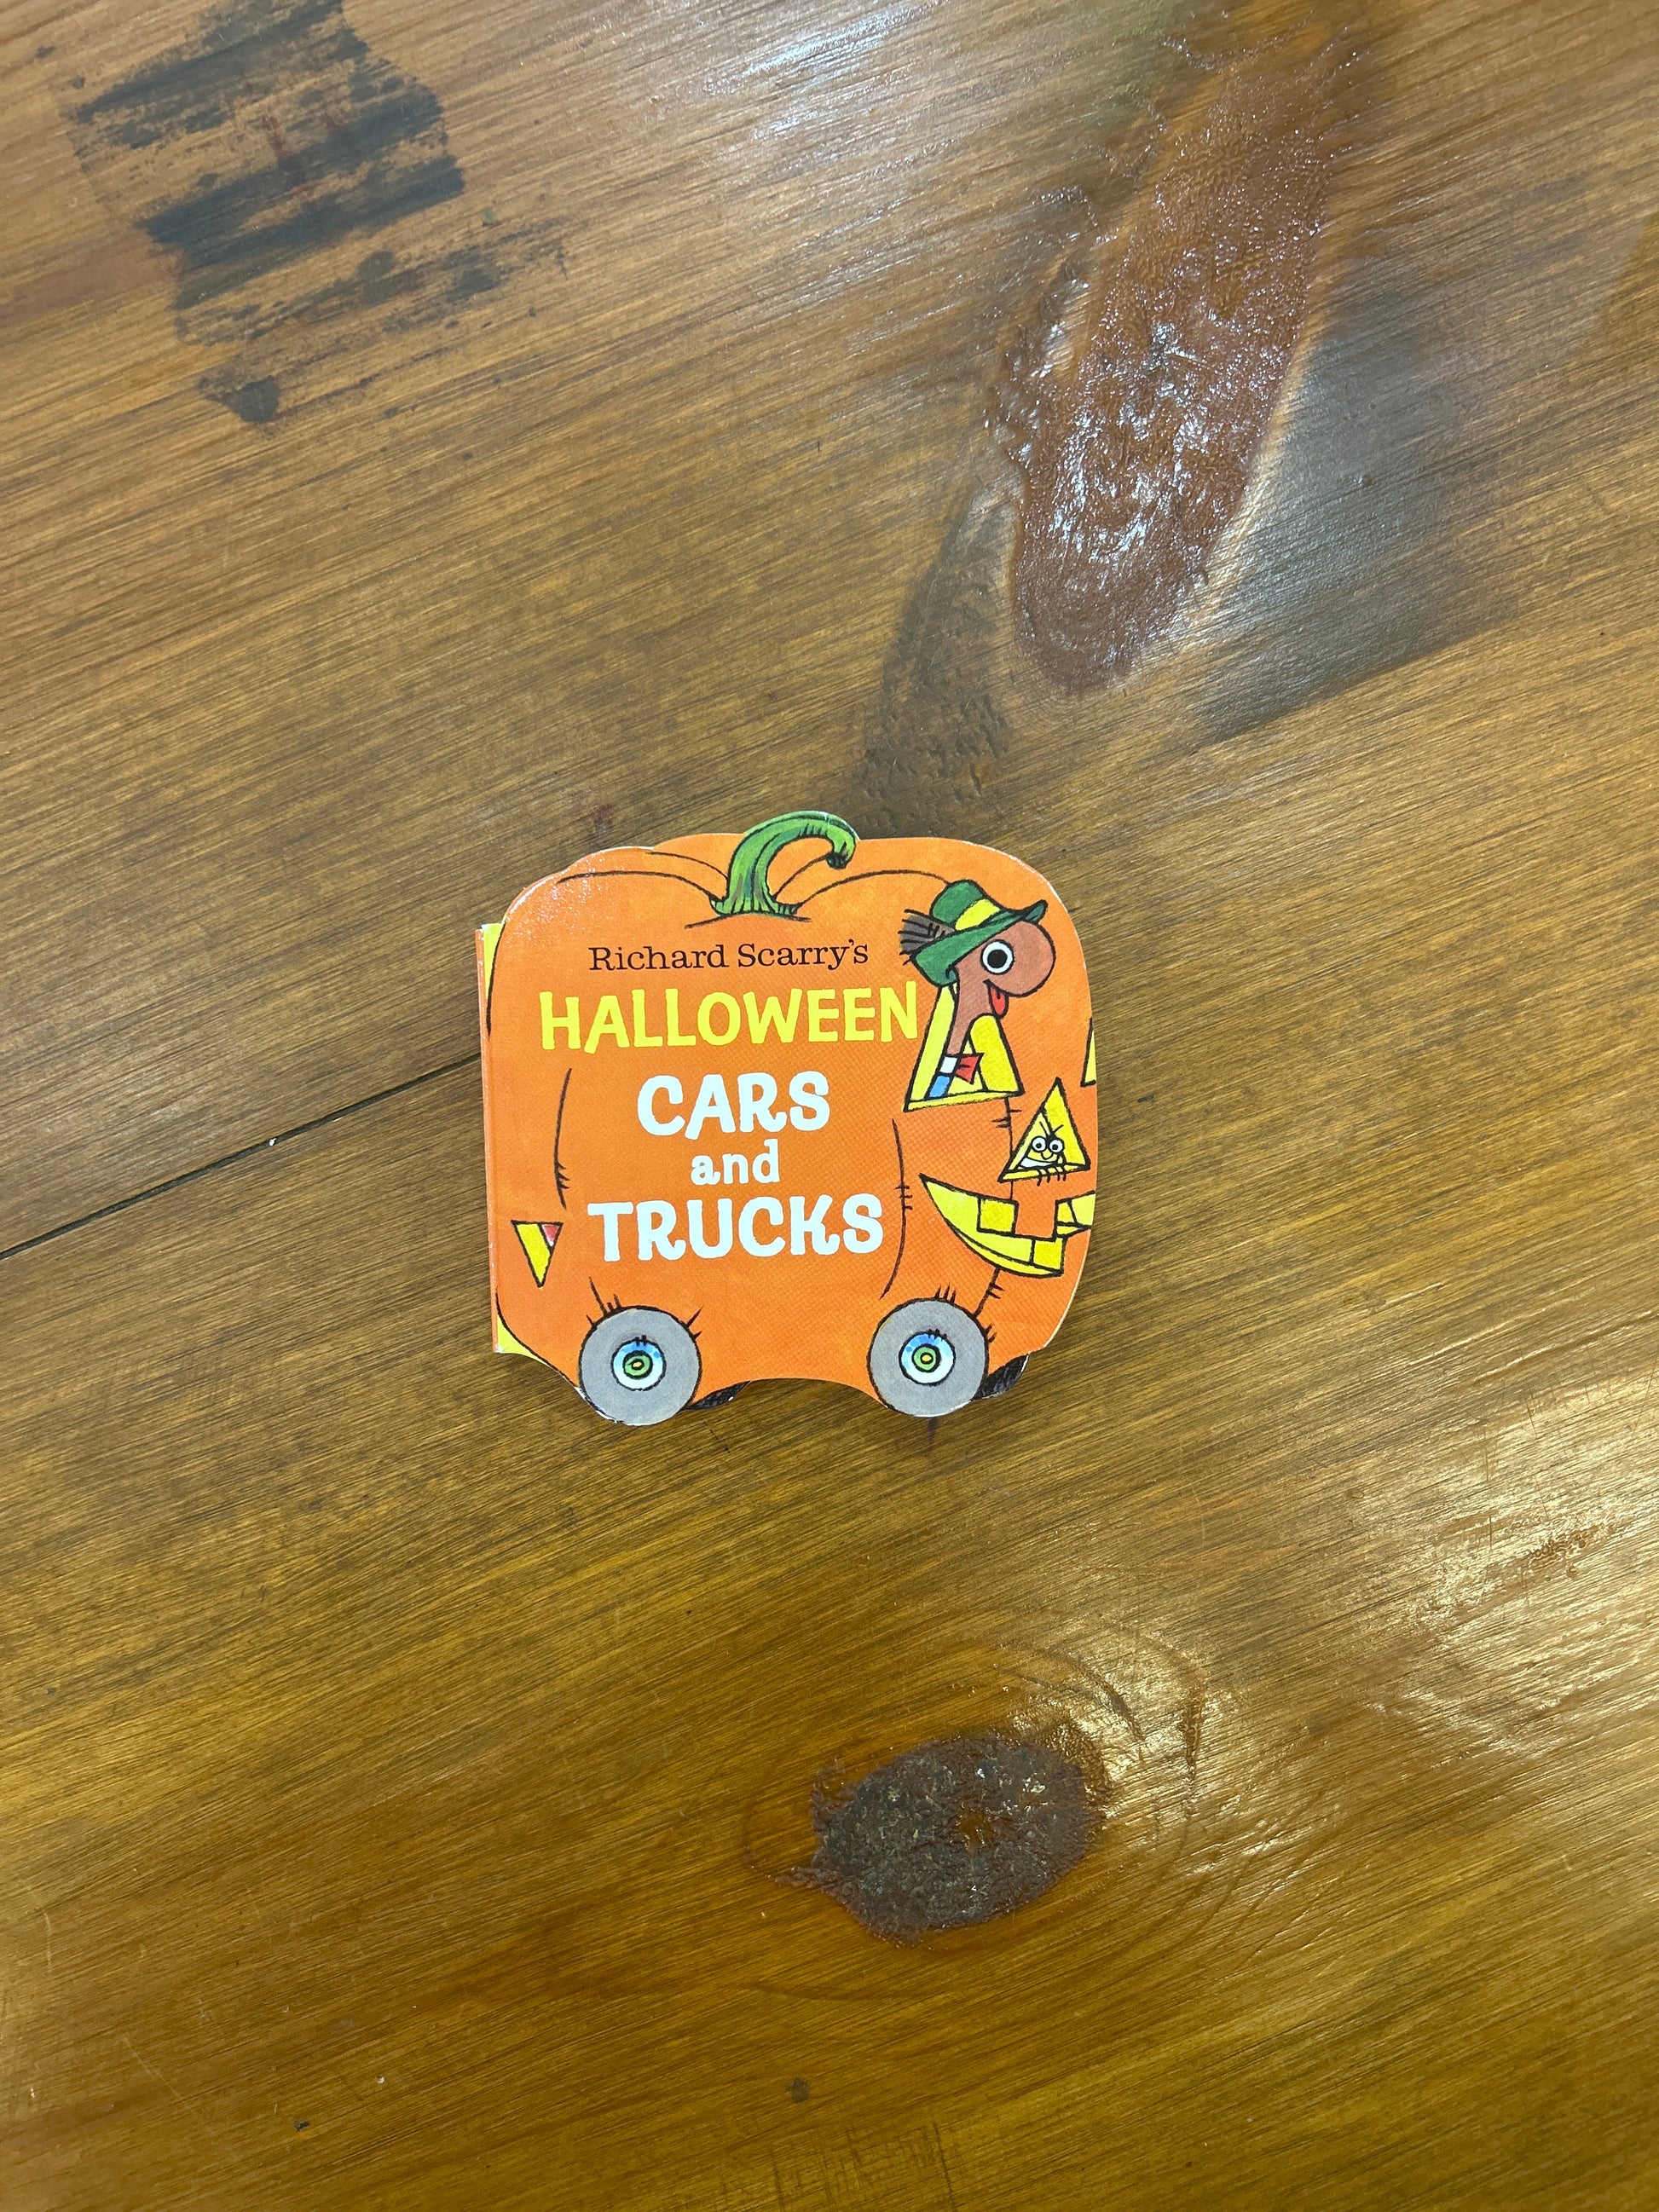 Richard Scarry's
HALLOWEEN
CARS
and
TRUCKS